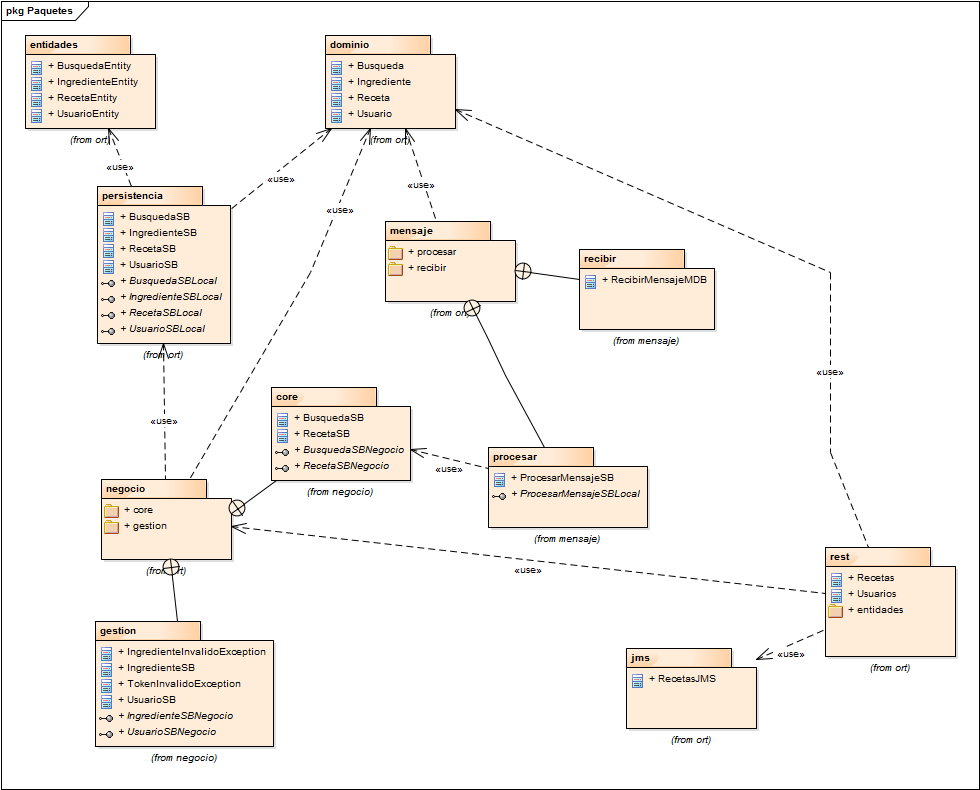 pkg Paquetes
entidades
+ BusquedaEntity
+ IngredienteEntity
+ RecetaEntity
+ UsuarioEntity
(from ort)
dominio
+ Busqueda
+ Ingrediente
+ Receta
+ Usuario
(from ort)
«use»
«use»
«use»
«use»
persistencia
+ BusquedaSB
+ IngredienteSB
+ RecetaSB
+ UsuarioSB
+ BusquedaSBLocal
+ IngredienteSBLocal
+ RecetaSBLocal
+ UsuarioSBLocal
(from ort)
mensaje
+ procesar
+ recibir
(from ort)
recibir
+ RecibirMensajeMDB
(from mensaje)
«use»
«use»
core
+ BusquedaSB
+ RecetaSB
+ BusquedaSBNegocio
+ RecetaSBNegocio
(from negocio)
«use»
procesar
+ ProcesarMensajeSB
+ ProcesarMensajeSBLocal
(from mensaje)
negocio
+ core
+ gestion
(from ort)
«use»
rest
+ Recetas
+ Usuarios
+ entidades
(from ort)
gestion
+ IngredienteInvalidoException
+ IngredienteSB
+ TokenInvalidoException
+ UsuarioSB
+ IngredienteSBNegocio
+ UsuarioSBNegocio
(from negocio)
«use»
jms
+ RecetasJMS
(from ort)